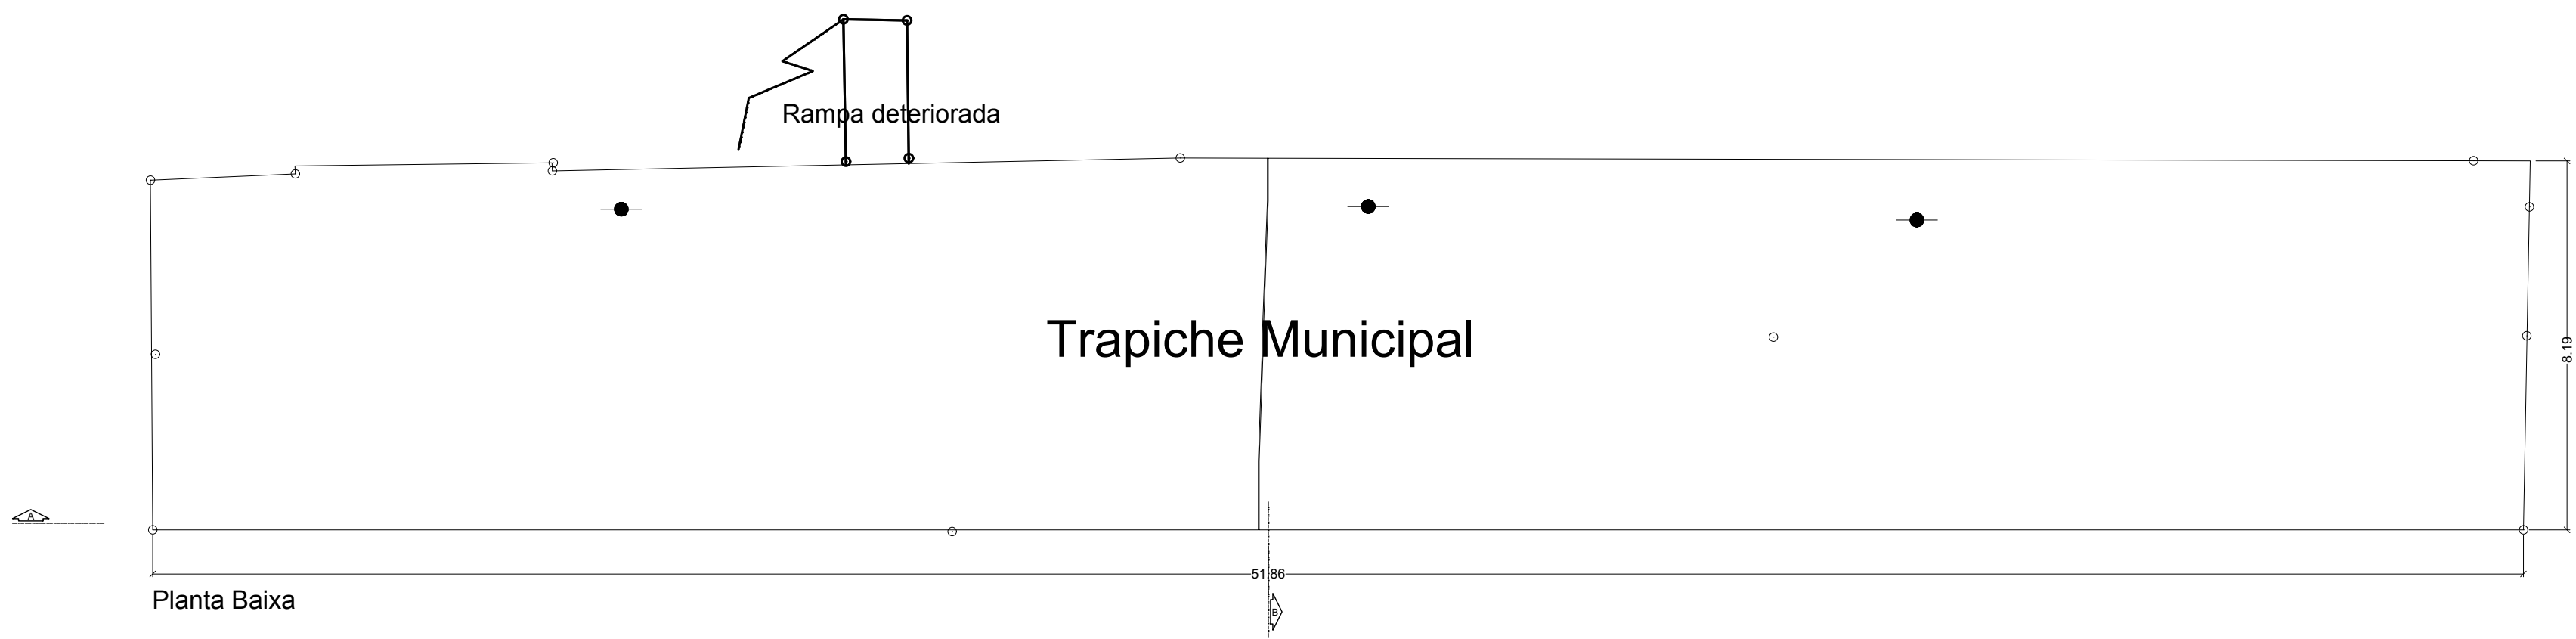 Rampa deteriorada
Trapiche Municipal
8.19
A
51.86
B
Planta Baixa